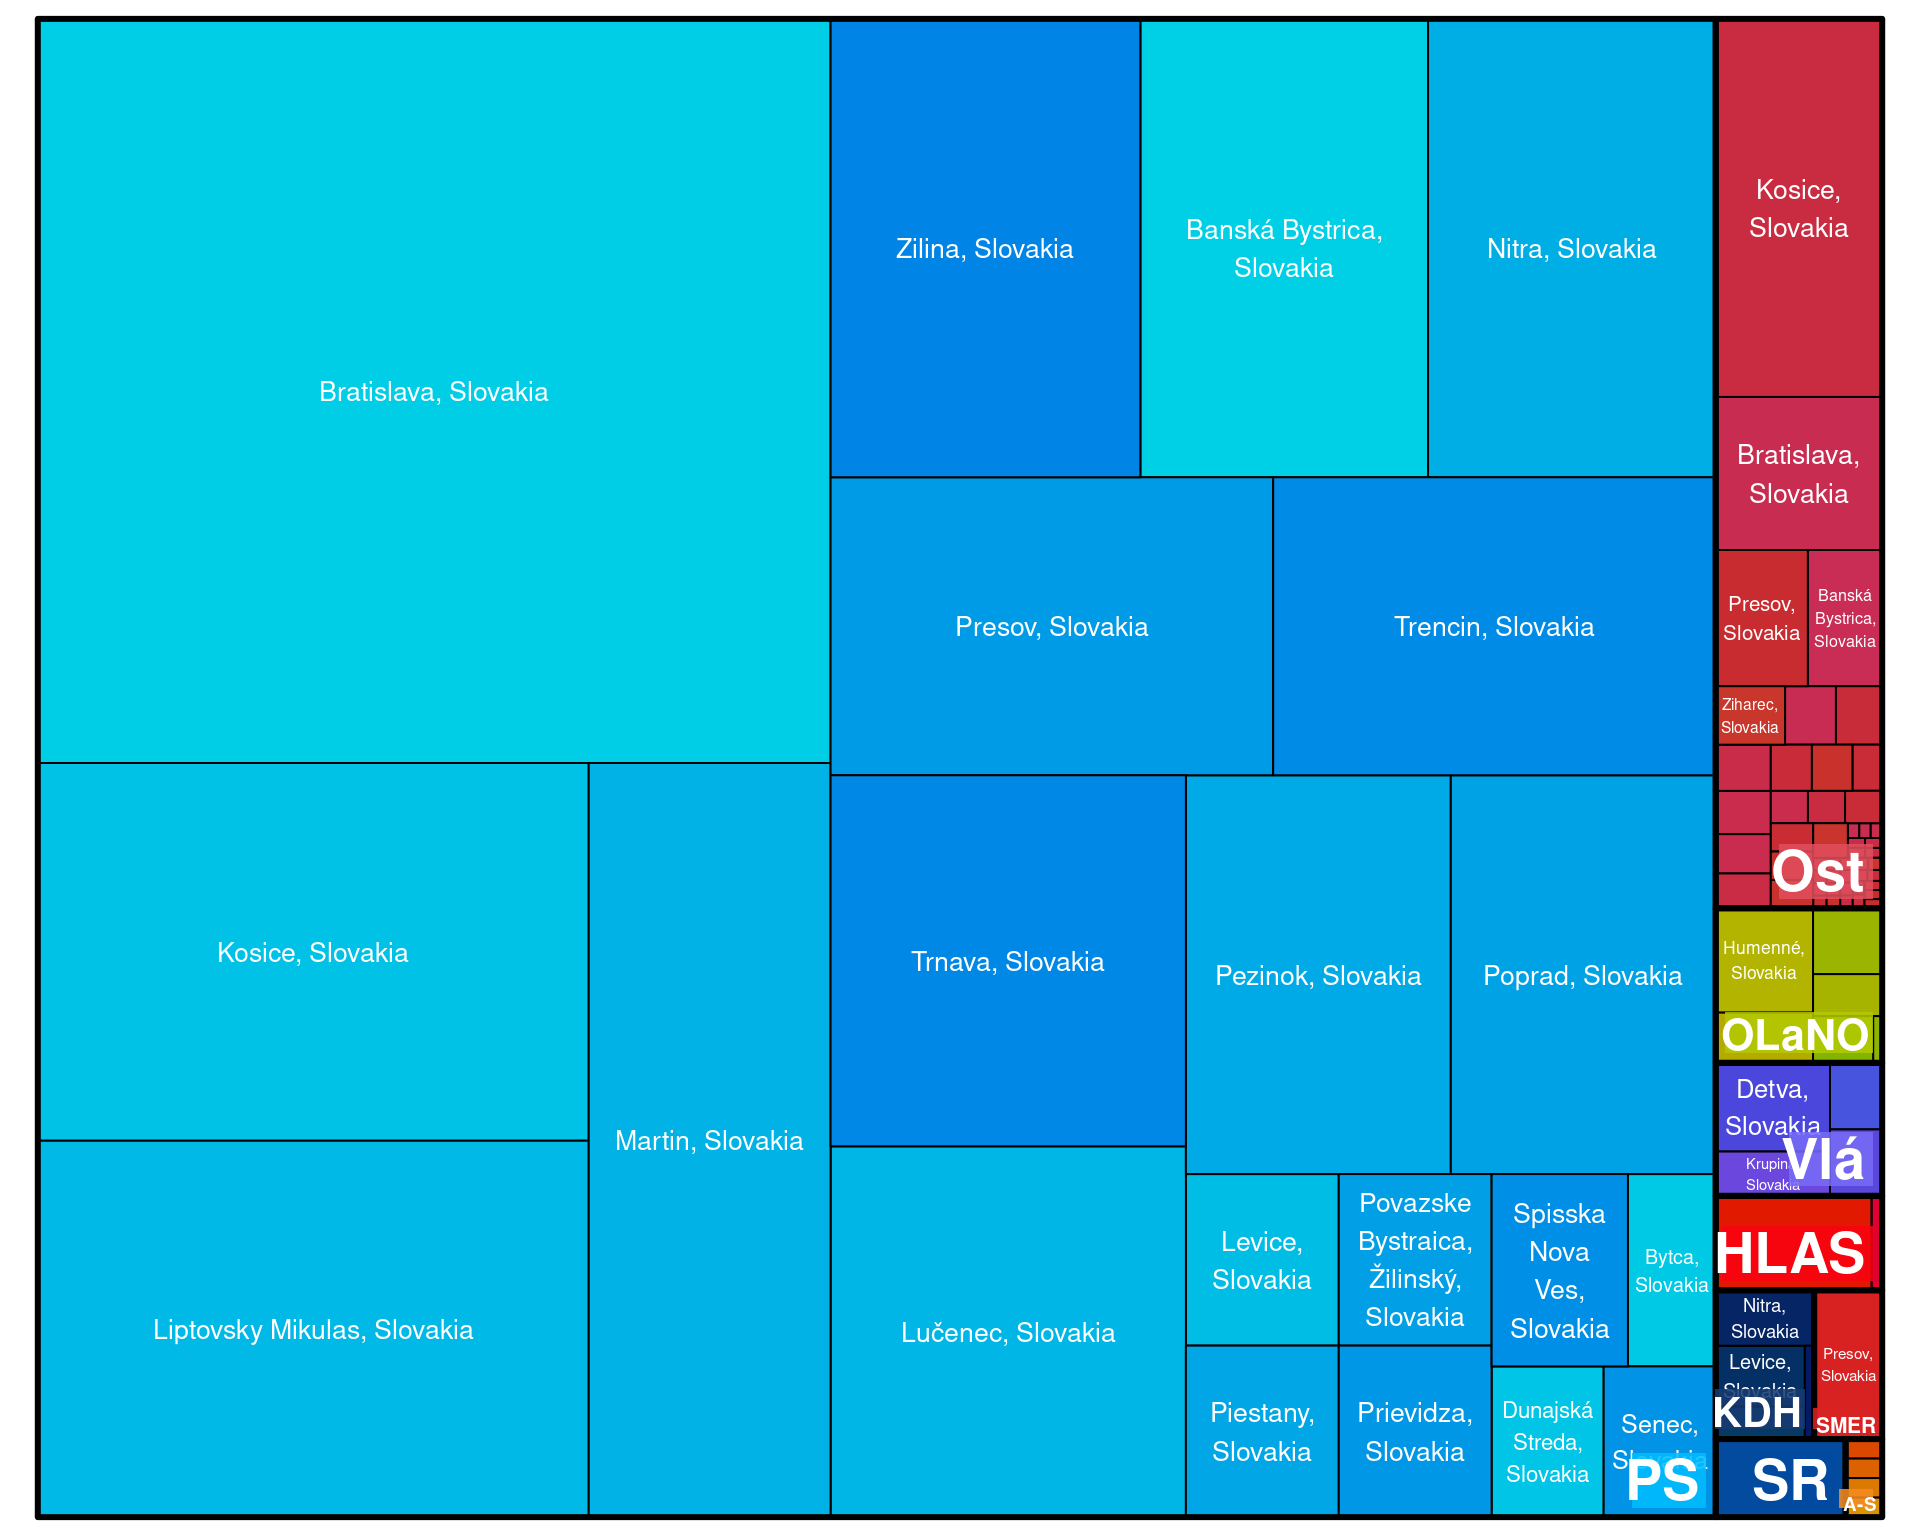 Bratislava, Slovakia
Zilina, Slovakia
Banská Bystrica,
Slovakia
Nitra, Slovakia
Presov, Slovakia
Trencin, Slovakia
Kosice, Slovakia
Liptovsky Mikulas, Slovakia
Martin, Slovakia
Trnava, Slovakia
Lučenec, Slovakia
Pezinok, Slovakia
Poprad, Slovakia
Levice,
Slovakia
Povazske
Bystraica,
Žilinský,
Slovakia
Spisska
Nova
Ves,
Slovakia
Bytca,
Slovakia
Piestany,
Slovakia
Prievidza,
Slovakia
Dunajská
Streda,
Slovakia
Senec,
Slovakia
PS
Kosice,
Slovakia
Bratislava,
Slovakia
Presov,
Slovakia
Banská
Bystrica,
Slovakia
Ziharec,
Slovakia
Ost
Humenné,
Slovakia
OLaNO
Detva,
Slovakia
Krupin
Slovakia
Vlá
HLAS
Nitra,
Slovakia
Levice,
Slovakia
KDH
Presov,
Slovakia
SMER
SR
A-S